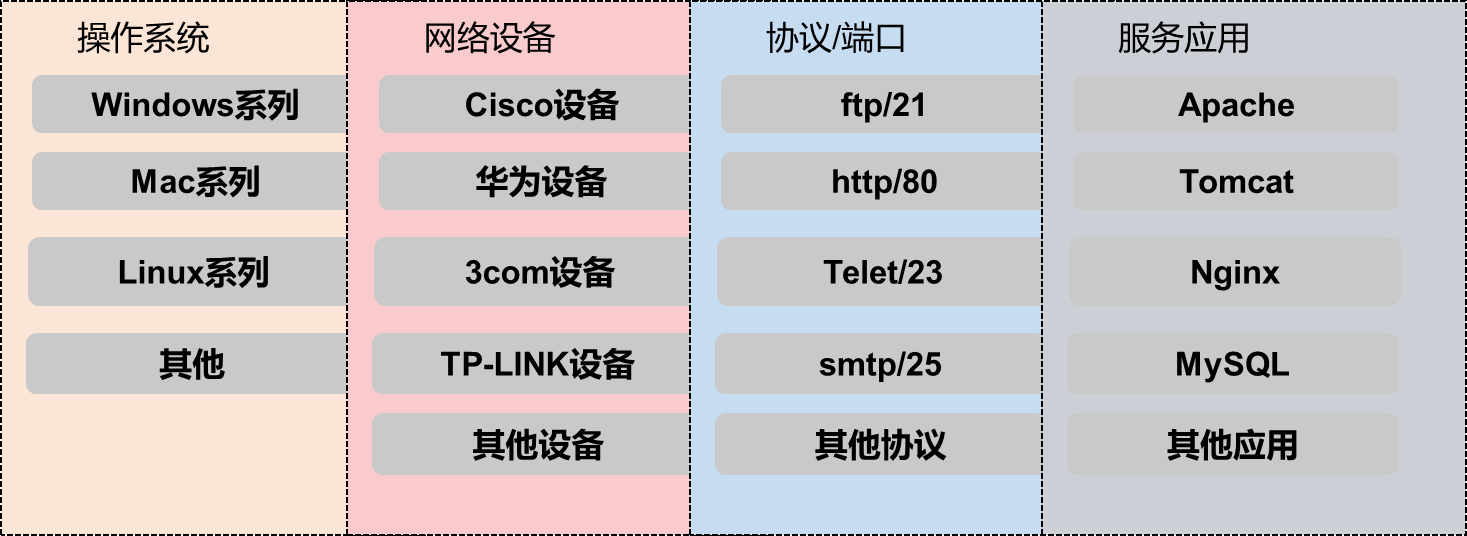 操作系统
Windows系列
Mac系列
Linux系列
其他
网络设备
Cisco设备
华为设备
3com设备
TP-LINK设备
其他设备
协议/端口
ftp/21
http/80
Telet/23
smtp/25
其他协议
服务应用
Apache
Tomcat
Nginx
MySQL
其他应用